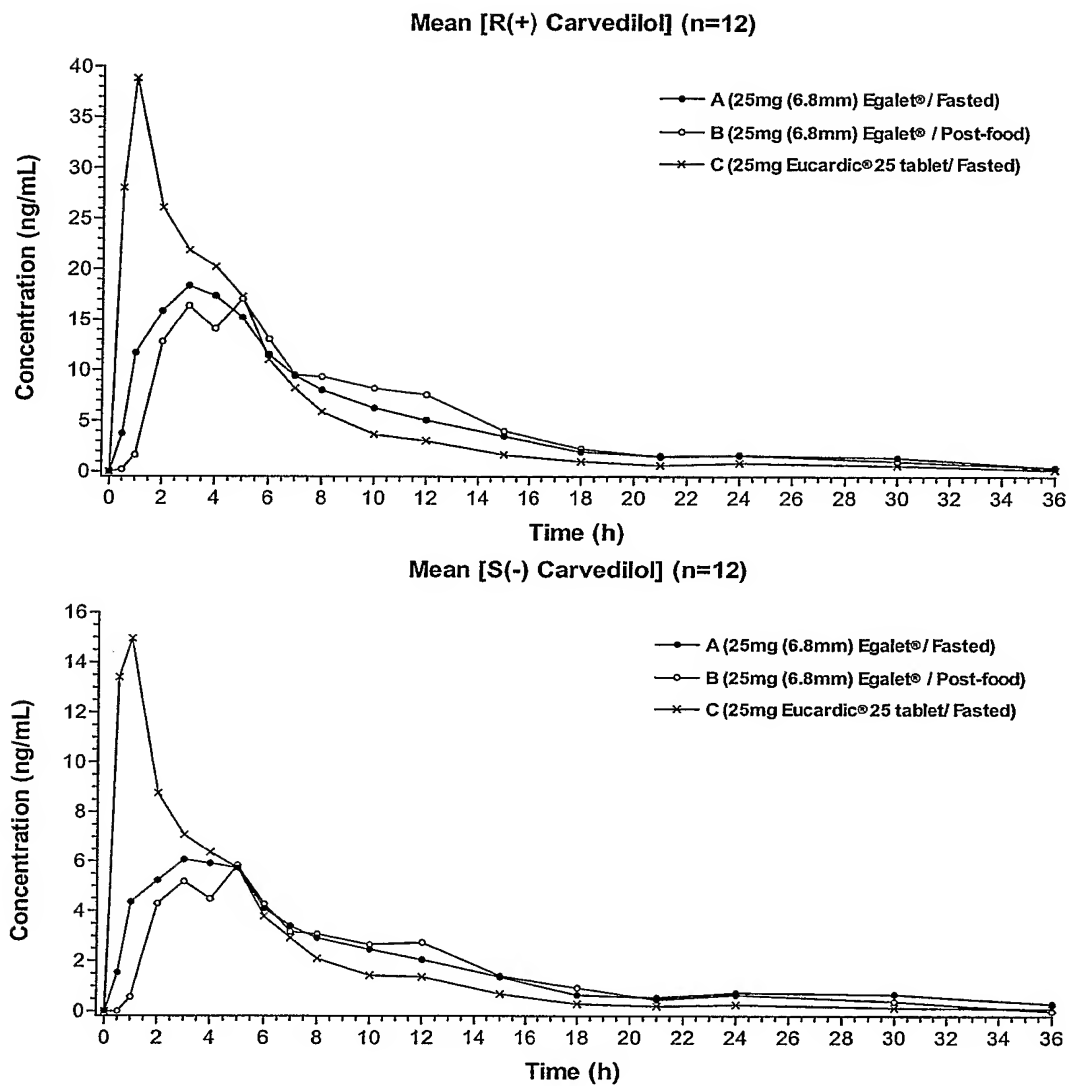 Mean [R(+) Carvedilol] (n=12)
Concentration (ng/mL)
40
35
30
25
20
15
10
5
0
A (25mg (6.8mm) Egalet®/ Fasted)
B (25mg (6.8mm) Egalet® / Post-food)
C (25mg Eucardic®25 tablet/ Fasted)
0 2 4 6 8 10 12 14 16 18 20 22 24 26 28 30 32 34 36
Time (h)
Mean [S(-) Carvedilol] (n=12)
Concentration (ng/mL)
16
14
12
10
8
6
4
2
0
A (25mg (6.8mm) Egalet®/ Fasted)
B (25mg (6.8mm) Egalet® / Post-food)
C (25mg Eucardic®25 tablet/ Fasted)
0 2 4 6 8 10 12 14 16 18 20 22 24 26 28 30 32 34 36
Time (h)